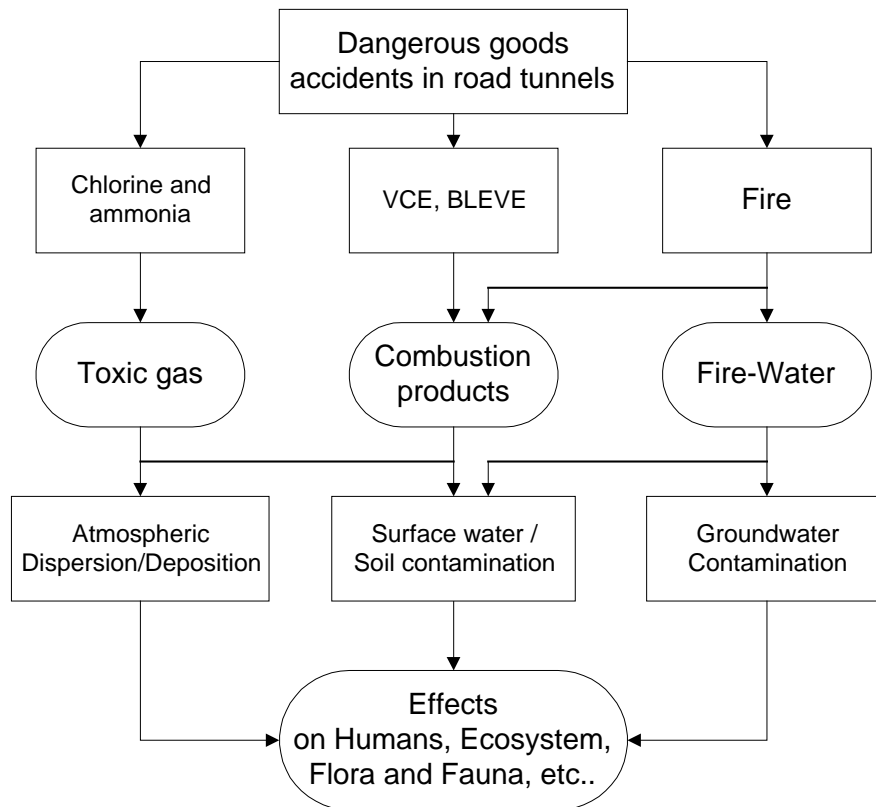 Dangerous goods
accidents in road tunnels
Chlorine and
ammonia
VCE, BLEVE
Fire
Toxic gas
Combustion
products
Fire-Water
Atmospheric
Dispersion/Deposition
Surface water /
Soil contamination
Groundwater
Contamination
Effects
on Humans, Ecosystem,
Flora and Fauna, etc..